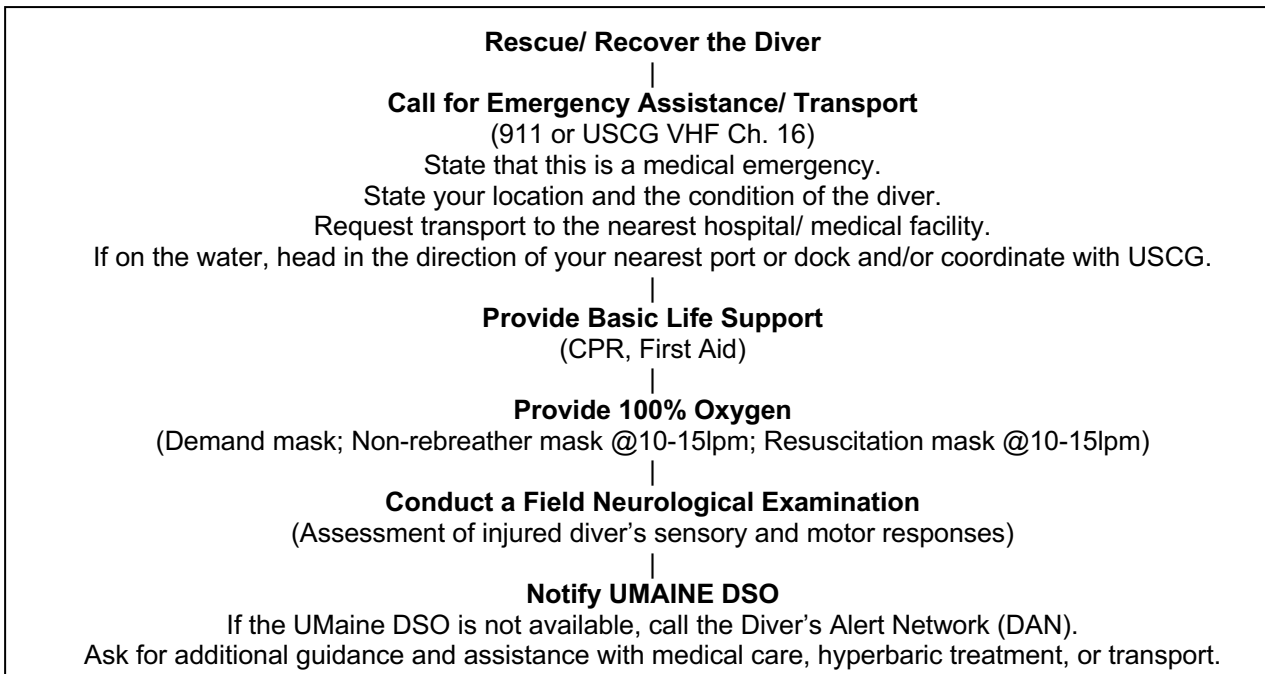 Rescue/ Recover the Diver
|
Call for Emergency Assistance/ Transport
(911 or USCG VHF Ch. 16)
State that this is a medical emergency.
State your location and the condition of the diver.
Request transport to the nearest hospital/ medical facility.
If on the water, head in the direction of your nearest port or dock and/or coordinate with USCG.
|
Provide Basic Life Support
(CPR, First Aid)
|
Provide 100% Oxygen
(Demand mask; Non-rebreather mask @10-15lpm; Resuscitation mask @10-15lpm)
|
Conduct a Field Neurological Examination
(Assessment of injured diver’s sensory and motor responses)
|
Notify UMAINE DSO
If the UMaine DSO is not available, call the Diver’s Alert Network (DAN).
Ask for additional guidance and assistance with medical care, hyperbaric treatment, or transport.